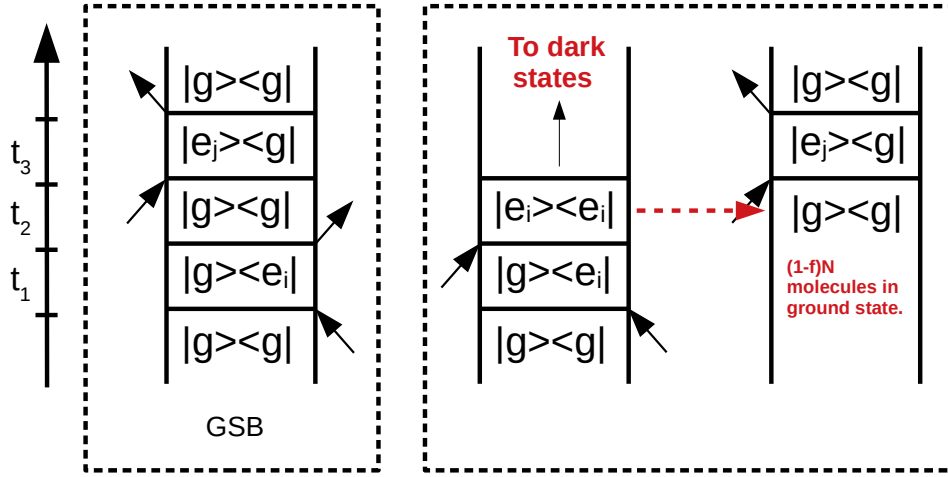 t3
t2
t1
|g><g|
|ej><g|
|g><g|
|g><ei|
|g><g|
GSB
To dark
states
|ei><ei|
|g><ei|
|g><g|
|g><g|
|ej><g|
|g><g|
(1-f)N
molecules in
ground state.